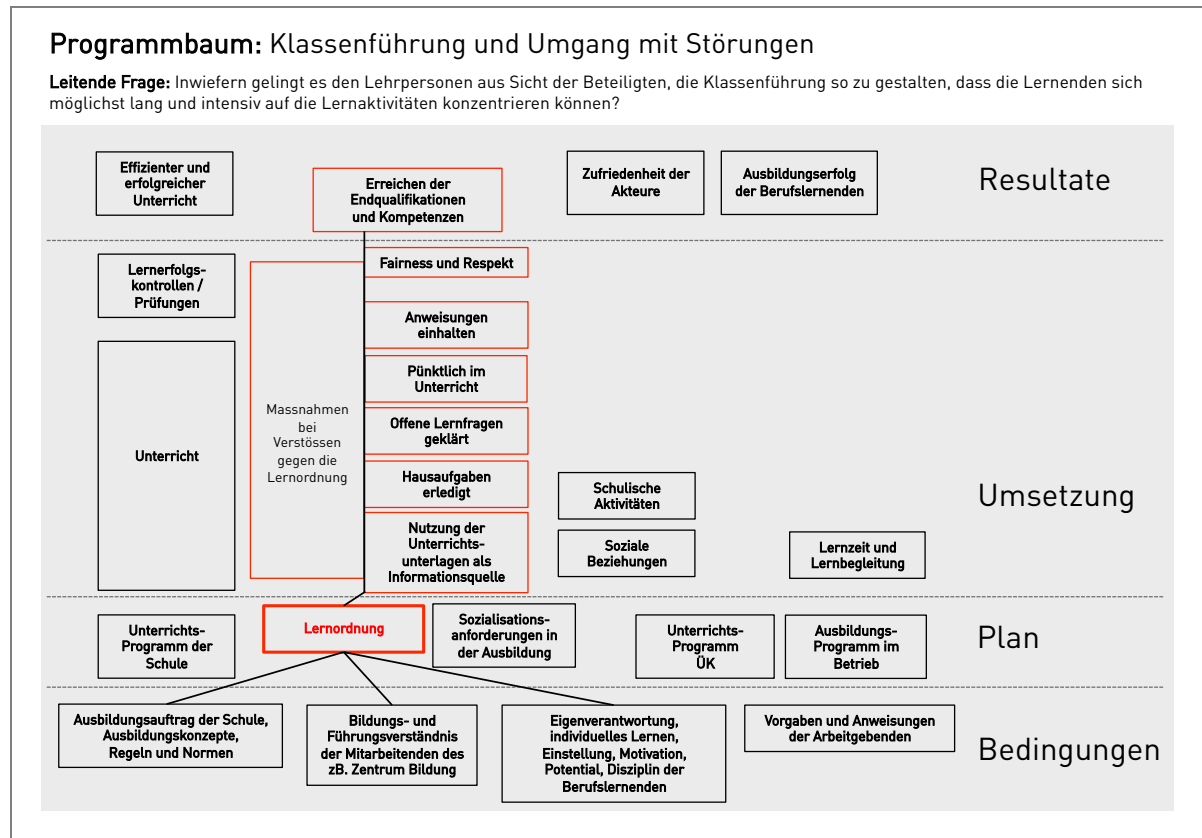 Programmbaum: Klassenführung und Umgang mit Störungen
Leitende Frage: Inwiefern gelingt es den Lehrpersonen aus Sicht der Beteiligten, die Klassenführung so zu gestalten, dass die Lernenden sich
möglichst lang und intensiv auf die Lernaktivitäten konzentrieren können?
Effizienter und
erfolgreicher
Unterricht
Erreichen der
Endqualifikationen
und Kompetenzen
Zufriedenheit der
Akteure
Ausbildungserfolg
der Berufslernenden
Resultate
Lernerfolgs-
kontrollen /
Prüfungen
Unterricht
Massnahmen
bei
Verstössen
gegen die
Lernordnung
Fairness und Respekt
Anweisungen
einhalten
Pünktlich im
Unterricht
Offene Lernfragen
geklärt
Hausaufgaben
erledigt
Nutzung der
Unterrichts-
unterlagen als
Informationsquelle
Schulische
Aktivitäten
Soziale
Beziehungen
Lernzeit und
Lernbegleitung
Umsetzung
Unterrichts-
Programm der
Schule
Lernordnung
Sozialisations-
anforderungen in
der Ausbildung
Unterrichts-
Programm
ÜK
Ausbildungs-
Programm im
Betrieb
Plan
Ausbildungsauftrag der Schule,
Ausbildungskonzepte,
Regeln und Normen
Bildungs- und
Führungsverständnis
der Mitarbeitenden des
zB. Zentrum Bildung
Eigenverantwortung,
individuelles Lernen,
Einstellung, Motivation,
Potential, Disziplin der
Berufslernenden
Vorgaben und Anweisungen
der Arbeitgebenden
Bedingungen